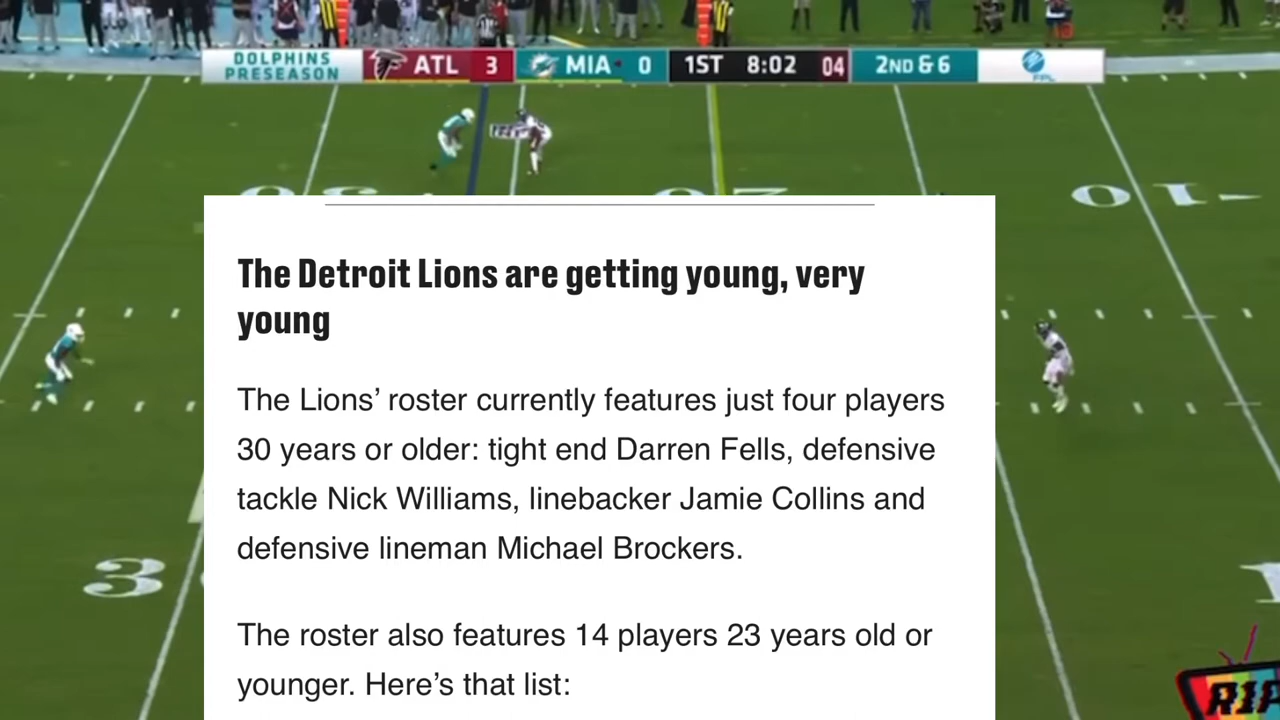 DOLPHINS
PRESEASON
ATL 3 MIA 0 1ST 8:02 04 2ND & 6
FPL
The Detroit Lions are getting young, very
young
The Lions’ roster currently features just four players
30 years or older: tight end Darren Fells, defensive
tackle Nick Williams, linebacker Jamie Collins and
defensive lineman Michael Brockers.
3
The roster also features 14 players 23 years old or
younger. Here’s that list: